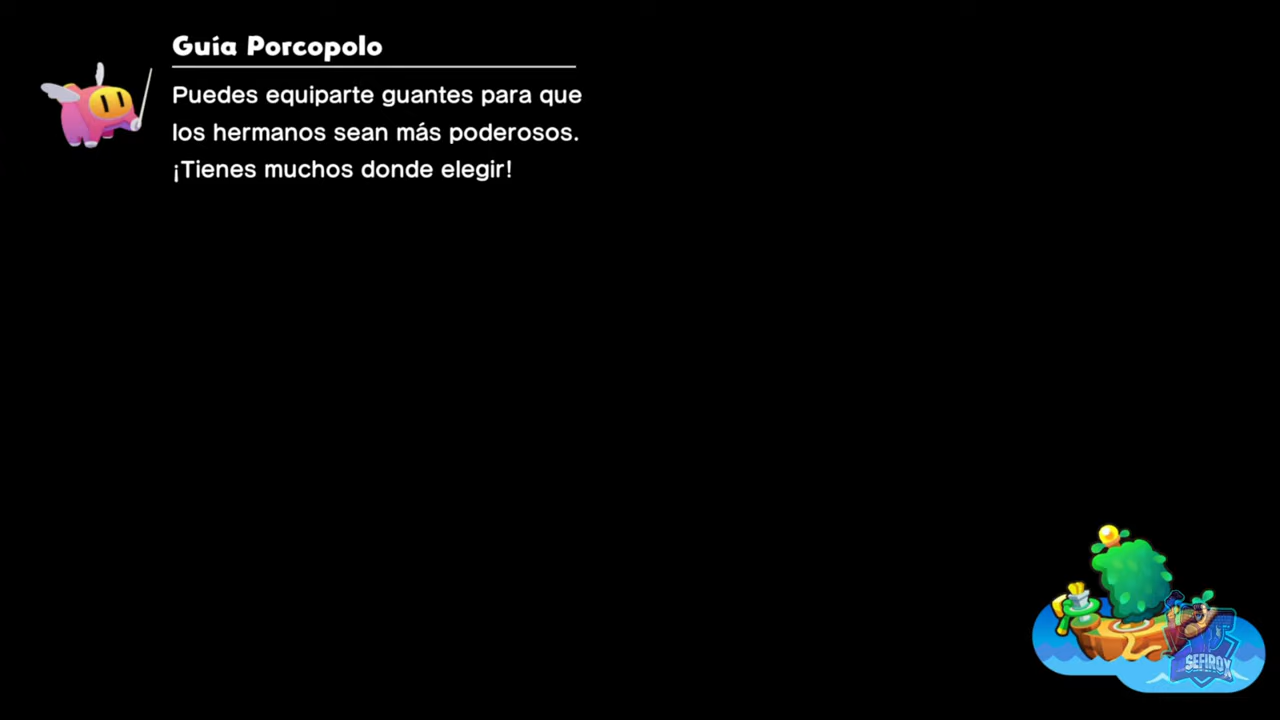 Guía Porcopolo
Puedes equiparte guantes para que
los hermanos sean más poderosos.
¡Tienes muchos donde elegir!
SEFIROX